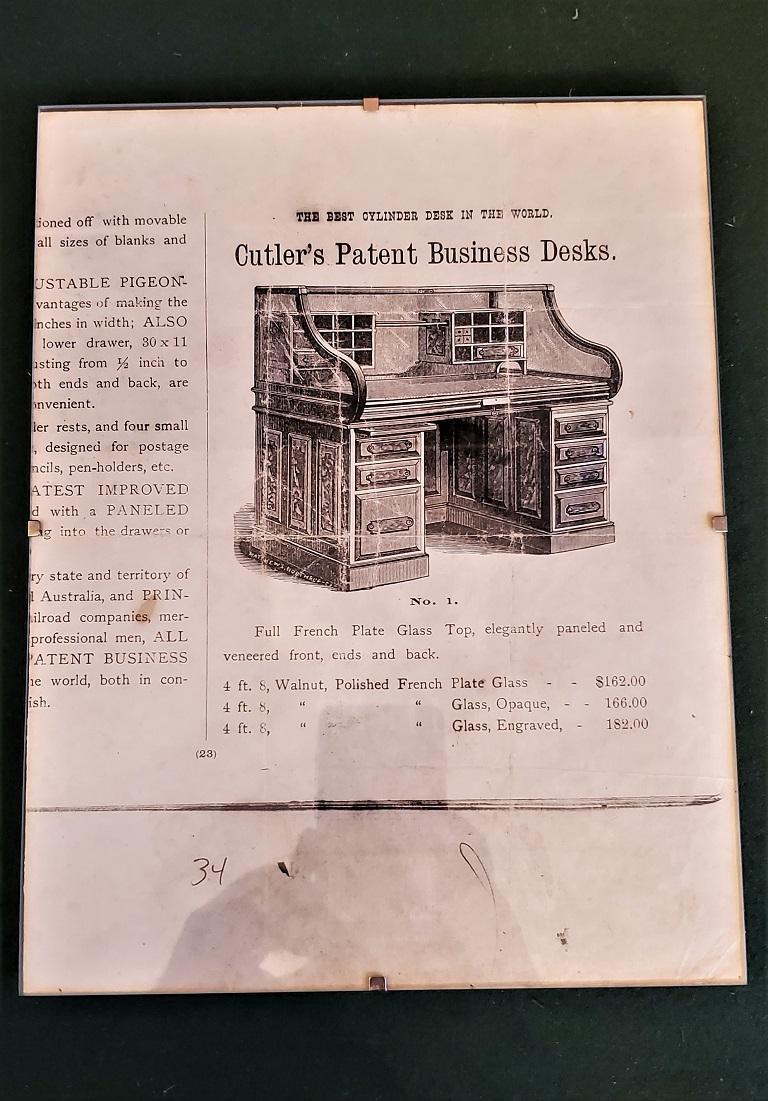 ioned off with movable
all sizes of blanks and
USTABLE PIGEON-
vantages of making the
nches in width; ALSO
lower drawer, 30 x 11
sting from ½ inch to
th ends and back, are
nvenient.
ler rests, and four small
, designed for postage
ncils, pen-holders, etc.
ATEST IMPROVED
d with a PANELED
g into the drawers or
ry state and territory of
l Australia, and PRIN-
ilroad companies, mer-
professional men, ALL
ATENT BUSINESS
e world, both in con-
ish.
(23)
THE BEST CYLINDER DESK IN THE WORLD.
Cutler's Patent Business Desks.
No. 1.
Full French Plate Glass Top, elegantly paneled and
veneered front, ends and back.
4 ft. 8, Walnut, Polished French Plate Glass - - $162.00
4 ft. 8, " " Glass, Opaque, - - 166.00
4 ft. 8, " " Glass, Engraved, - 182.00
34